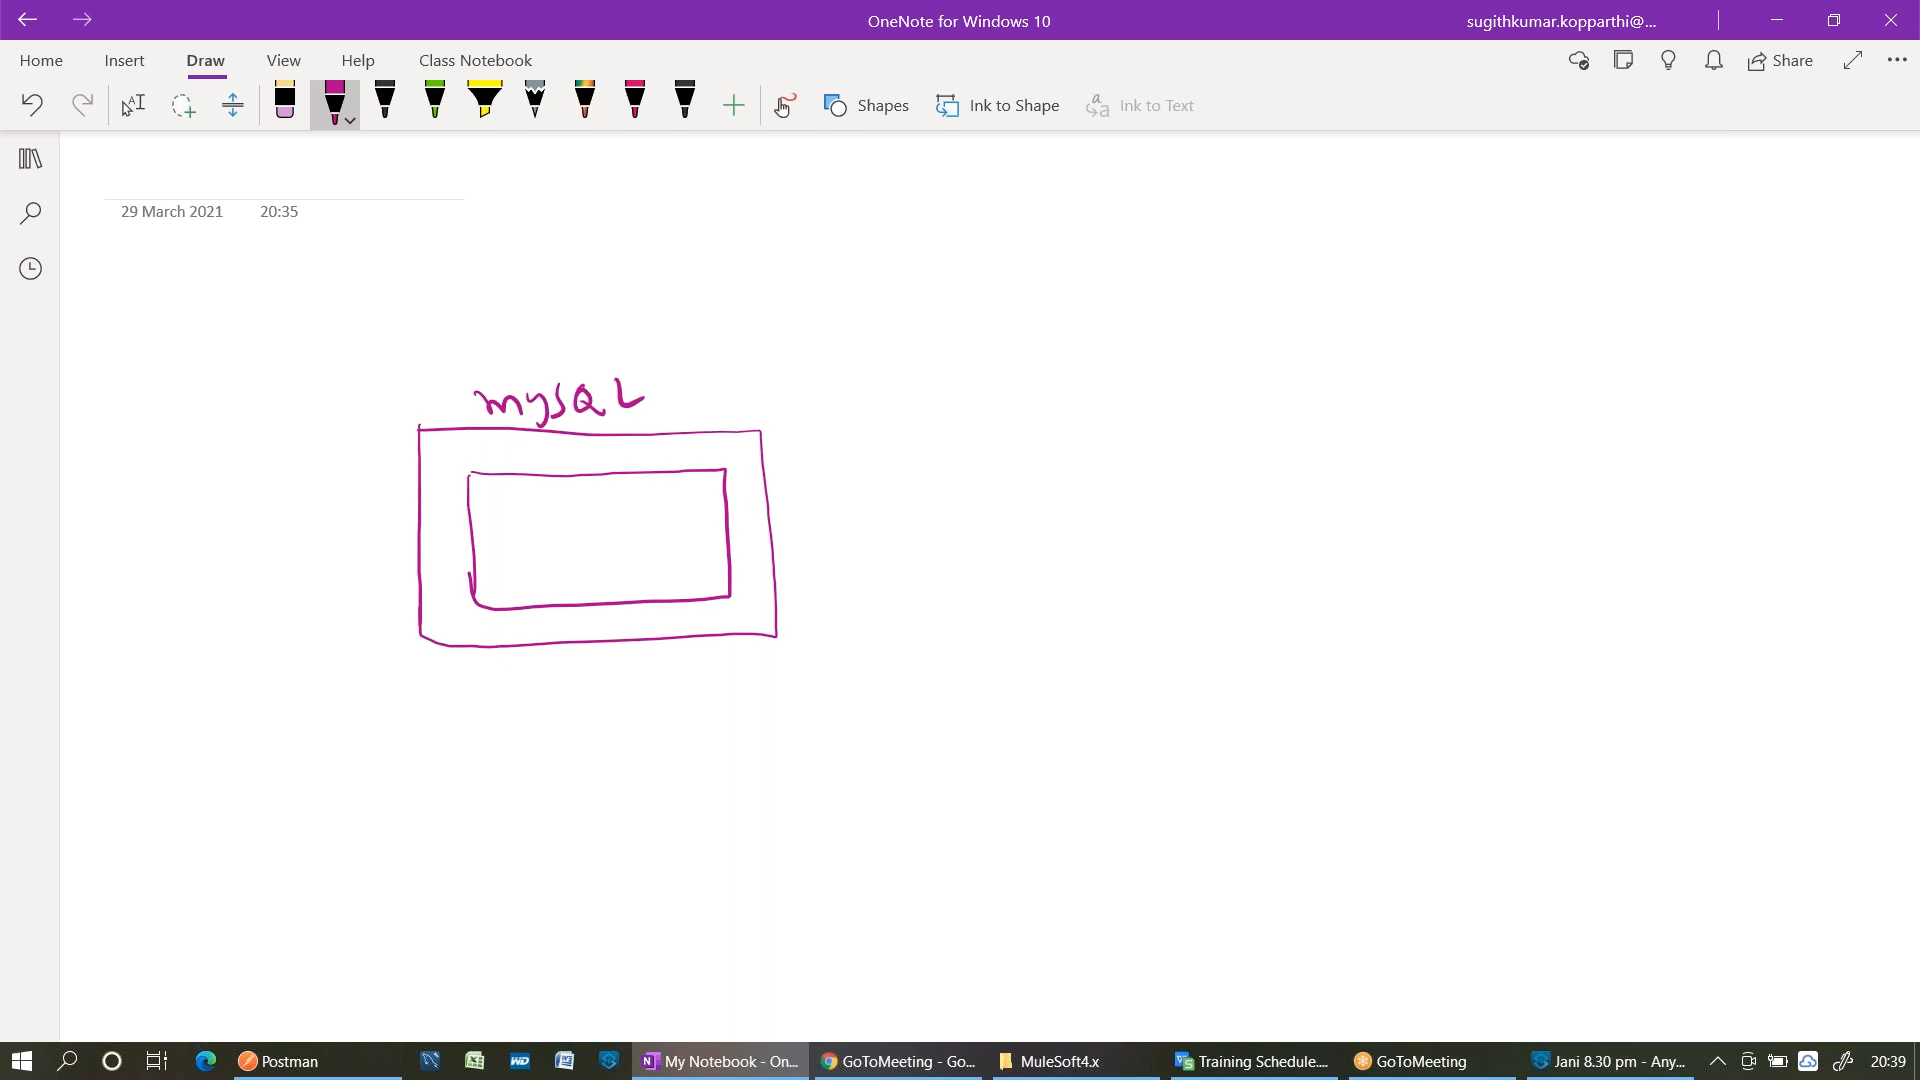 OneNote for Windows 10
sugithkumar.kopparthi@...
Home Insert Draw View Help Class Notebook
Share
Shapes Ink to Shape Ink to Text
29 March 2021 20:35
mysQL
Postman My Notebook - On... GoToMeeting - Go... MuleSoft4.x Training Schedule.... GoToMeeting Jani 8.30 pm - Any... 20:39